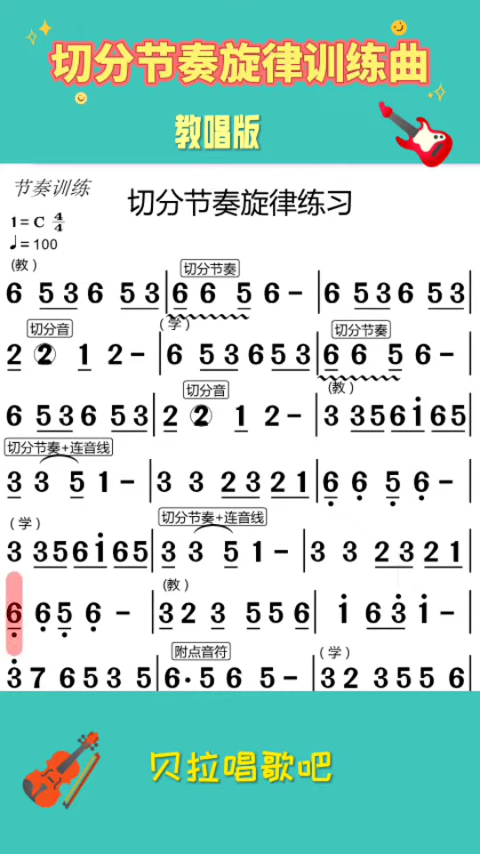 切分节奏旋律训练曲
教唱版
节奏训练
切分节奏旋律练习
1=C 4/4
♩=100
(教) 切分节奏
6 5 3 6 5 3 | 6 6 5 6 – | 6 5 3 6 5 3 |
切分音 (学) 切分节奏
2 2 1 2 – | 6 5 3 6 5 3 | 6 6 5 6 – |
切分音 (教)
6 5 3 6 5 3 | 2 2 1 2 – | 3 3 5 6 i 6 5 |
切分节奏+连音线
3 3 5 1 – | 3 3 2 3 2 1 | 6 6 5 6 – |
(学) 切分节奏+连音线
3 3 5 6 i 6 5 | 3 3 5 1 – | 3 3 2 3 2 1 |
(教)
6 6 5 6 – | 3 2 3 5 5 6 | i 6 3 i – |
附点音符 (学)
3 7 6 5 3 5 | 6· 5 6 5 – | 3 2 3 5 5 6
贝拉唱歌吧